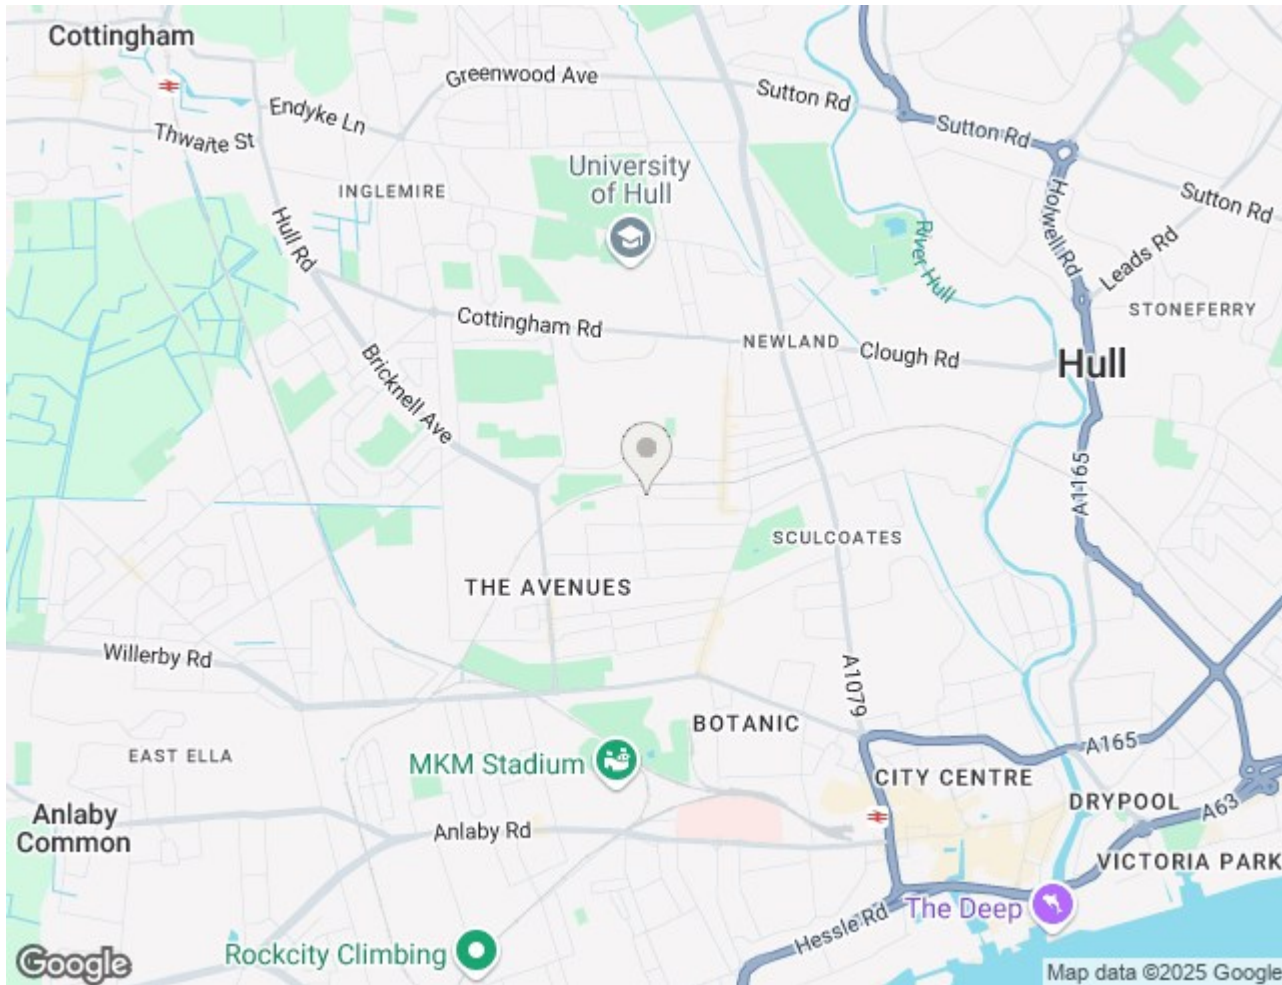 Cottingham
Greenwood Ave
Sutton Rd
Endyke Ln
Thwaite St
Sutton Rd
University
of Hull
INGLEMIRE
Sutton Rd
Holwell Rd
Leads Rd
Hull Rd
River Hull
STONEFERRY
Cottingham Rd
NEWLAND
Clough Rd
Hull
Bricknell Ave
A1165
SCULCOATES
THE AVENUES
Willerby Rd
A1079
BOTANIC
A165
EAST ELLA
MKM Stadium
CITY CENTRE
DRYPOOL
A63
Anlaby
Common
Anlaby Rd
VICTORIA PARK
The Deep
Hessle Rd
Rockcity Climbing
Google
Map data ©2025 Google